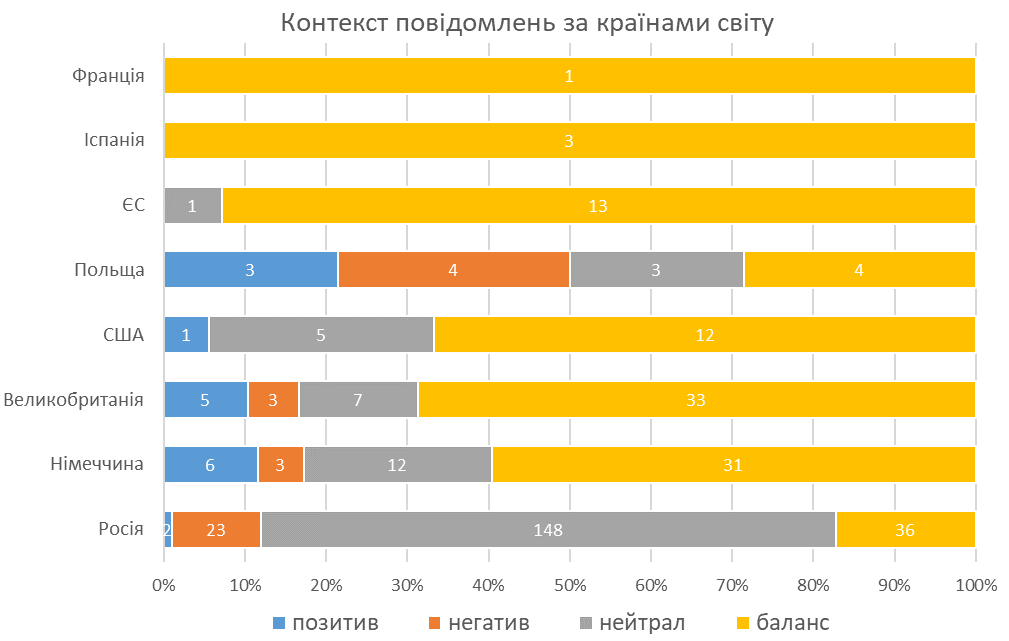 Контекст повідомлень за країнами світу
Франція 1
Іспанія 3
ЄС 1 13
Польща 3 4 3 4
США 1 5 12
Великобританія 5 3 7 33
Німеччина 6 3 12 31
Росія 2 23 148 36
0% 10% 20% 30% 40% 50% 60% 70% 80% 90% 100%
позитив негатив нейтрал баланс